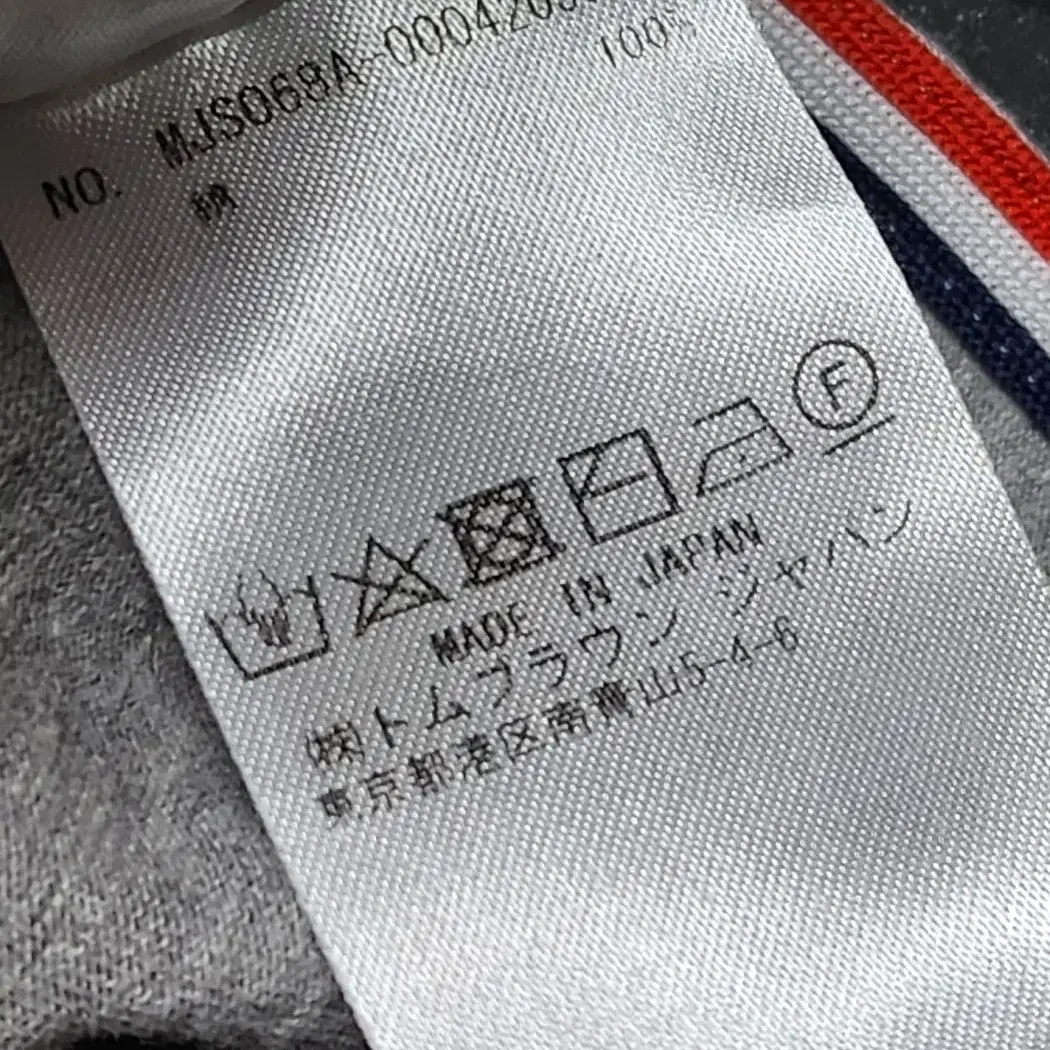 NO. MJS068A-00042
綿 100%
F
MADE IN JAPAN
㈱トムブラウン ジャパン
東京都港区南青山5-4-6